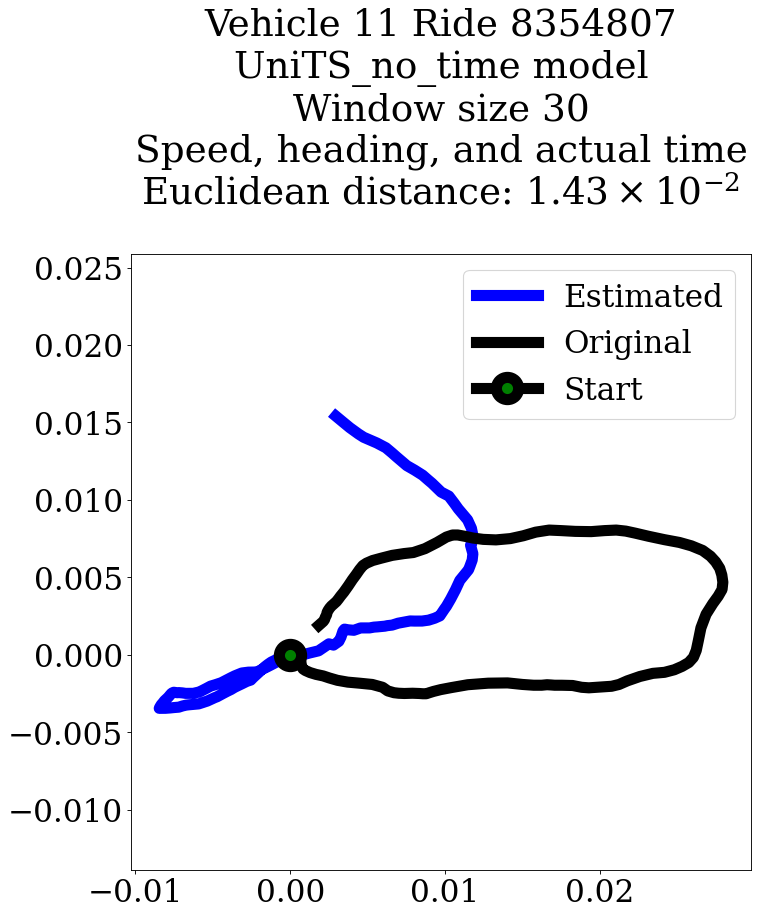 Vehicle 11 Ride 8354807
UniTS_no_time model
Window size 30
Speed, heading, and actual time
Euclidean distance: 1.43 × 10⁻²
Estimated
Original
Start
0.025
0.020
0.015
0.010
0.005
0.000
−0.005
−0.010
−0.01 0.00 0.01 0.02